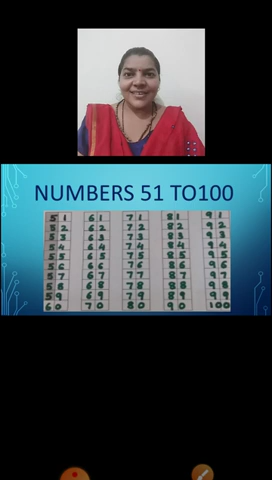 NUMBERS 51 TO100
51 61 71 81 91
52 62 72 82 92
53 63 73 83 93
54 64 74 84 94
55 65 75 85 95
56 66 76 86 96
57 67 77 87 97
58 68 78 88 98
59 69 79 89 99
60 70 80 90 100